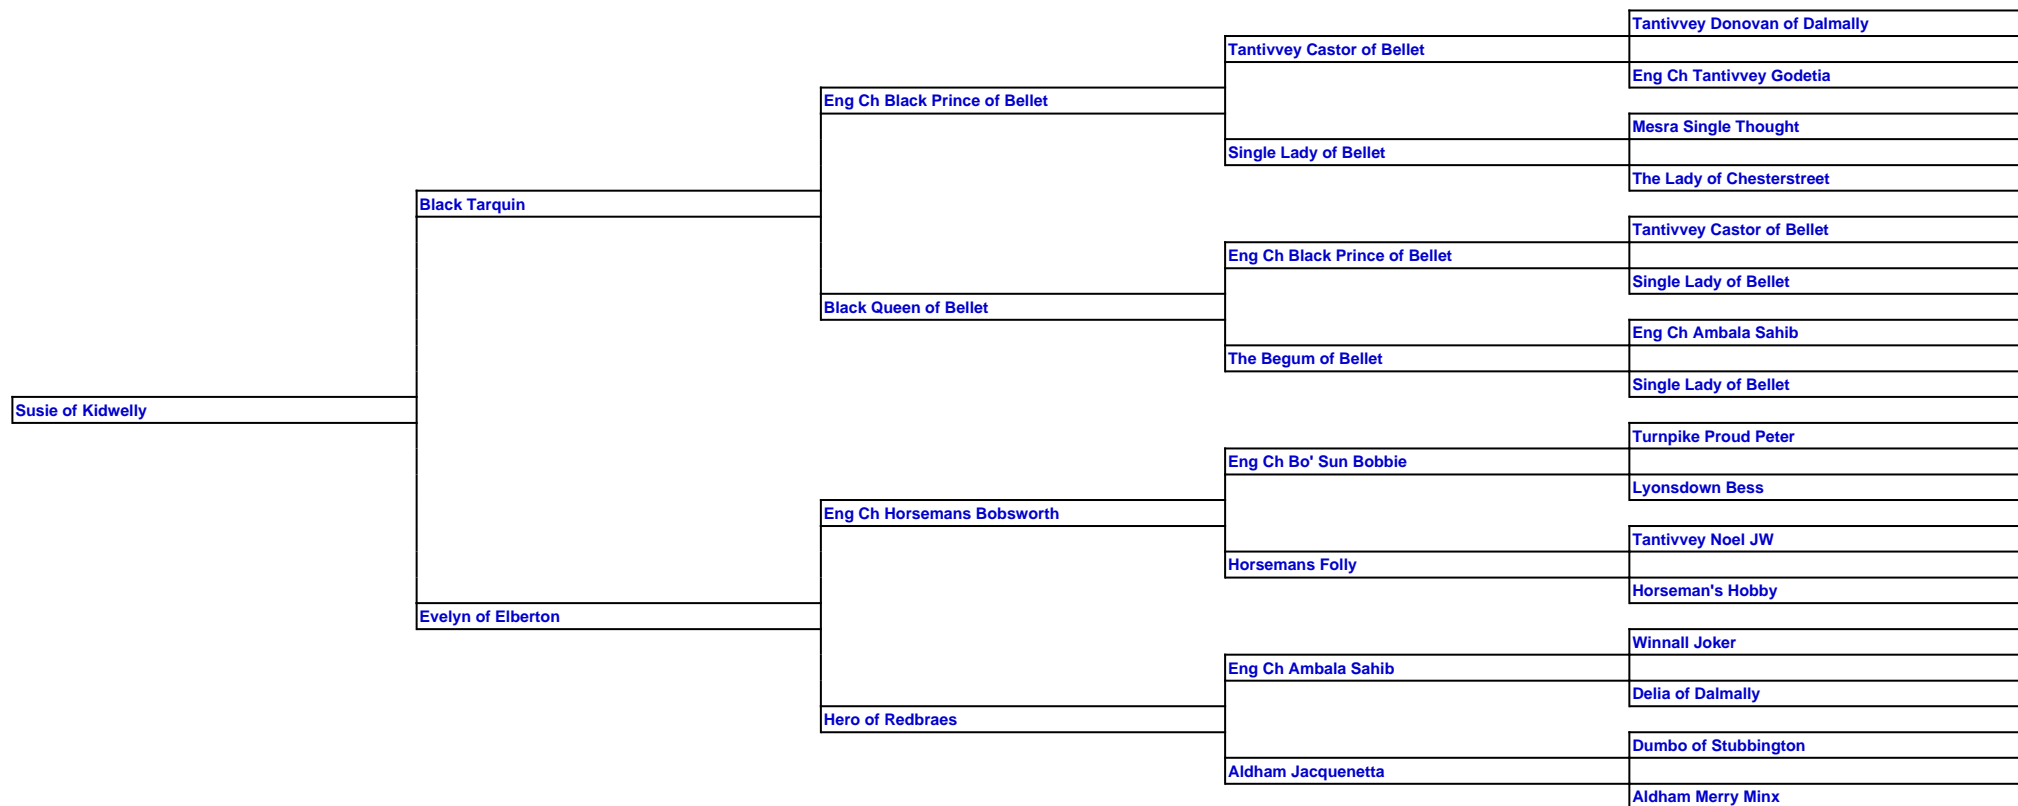 Tantivvey Donovan of Dalmally
Tantivvey Castor of Bellet
Eng Ch Tantivvey Godetia
Eng Ch Black Prince of Bellet
Mesra Single Thought
Single Lady of Bellet
The Lady of Chesterstreet
Black Tarquin
Tantivvey Castor of Bellet
Eng Ch Black Prince of Bellet
Single Lady of Bellet
Black Queen of Bellet
Eng Ch Ambala Sahib
The Begum of Bellet
Single Lady of Bellet
Susie of Kidwelly
Turnpike Proud Peter
Eng Ch Bo' Sun Bobbie
Lyonsdown Bess
Eng Ch Horsemans Bobsworth
Tantivvey Noel JW
Horsemans Folly
Horseman's Hobby
Evelyn of Elberton
Winnall Joker
Eng Ch Ambala Sahib
Delia of Dalmally
Hero of Redbraes
Dumbo of Stubbington
Aldham Jacquenetta
Aldham Merry Minx